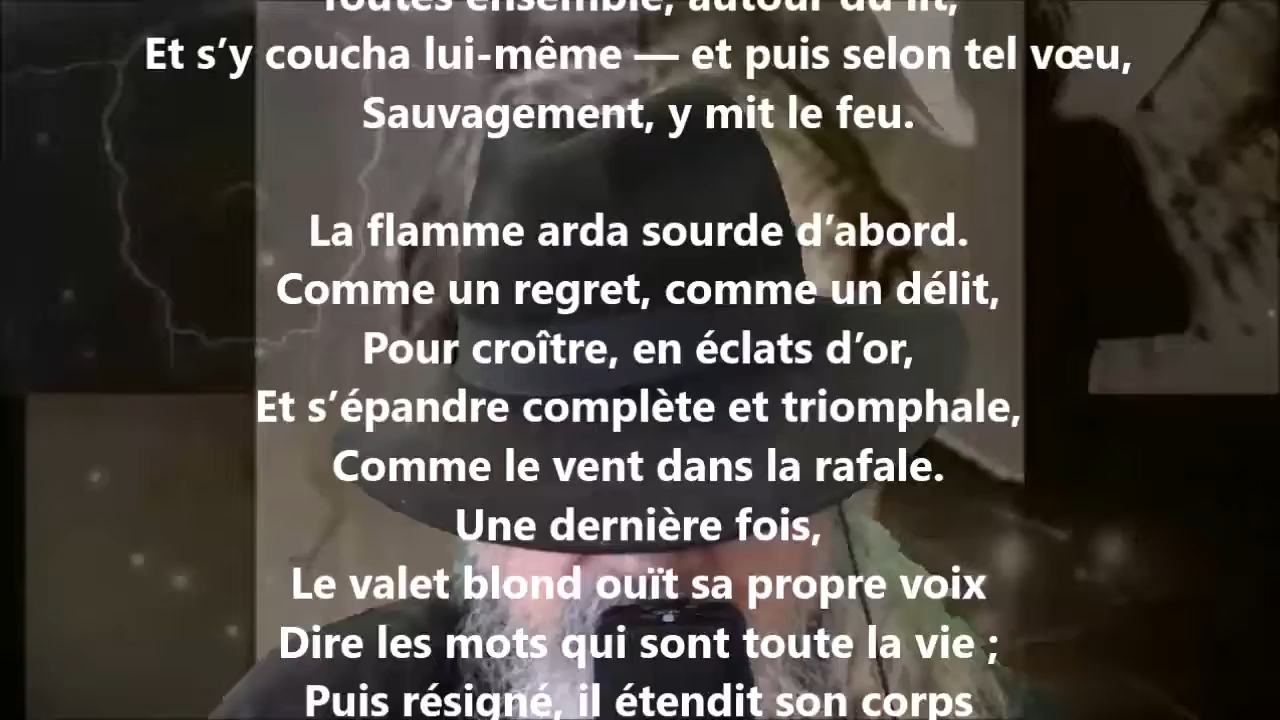 Toutes ensemble, autour du lit,
Et s’y coucha lui-même — et puis selon tel vœu,
Sauvagement, y mit le feu.
La flamme arda sourde d’abord.
Comme un regret, comme un délit,
Pour croître, en éclats d’or,
Et s’épandre complète et triomphale,
Comme le vent dans la rafale.
Une dernière fois,
Le valet blond ouït sa propre voix
Dire les mots qui sont toute la vie ;
Puis résigné, il étendit son corps